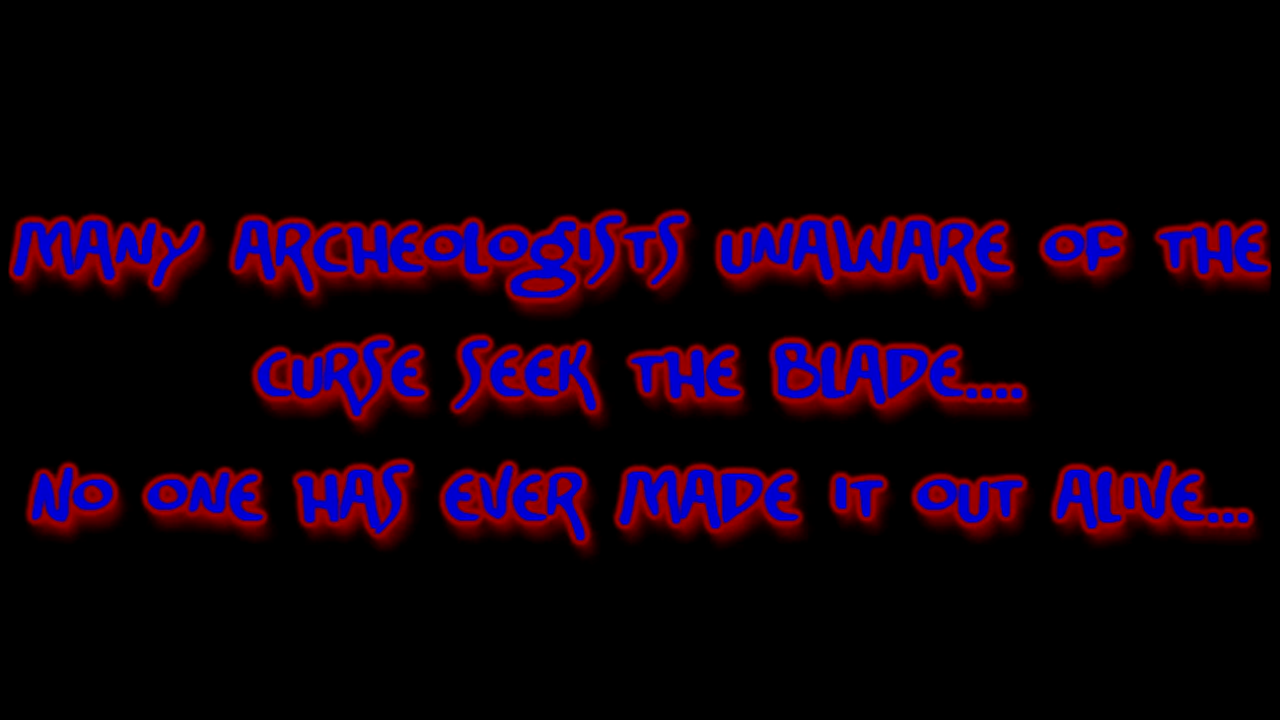 MANY ARCHEOLOGISTS UNAWARE OF THE
CURSE SEEK THE BLADE....
NO ONE HAS EVER MADE IT OUT ALIVE...